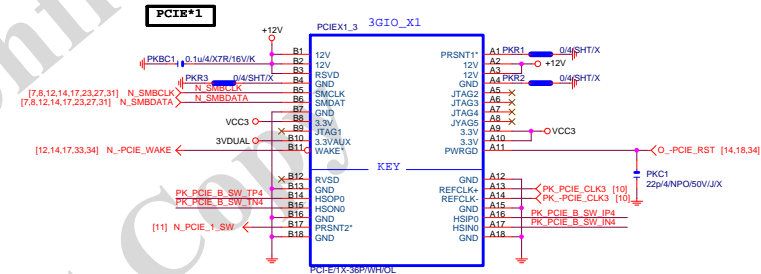 PCIE*1
3GIO_X1
PCIEX1_3
+12V
PKBC1 0.1u/4/X7R/16V/K
PKR3 0/4/SHT/X
[7,8,12,14,17,23,27,31] N_SMBCLK N_SMBCLK
[7,8,12,14,17,23,27,31] N_SMBDATA N_SMBDATA
VCC3
3VDUAL
[12,14,17,33,34] N_-PCIE_WAKE
PK_PCIE_B_SW_TP4
PK_PCIE_B_SW_TN4
[11] N_PCIE_1_SW
B1 12V PRSNT1* A1 PKR1 0/4/SHT/X
B2 12V 12V A2 +12V
B3 RSVD 12V A3
B4 GND GND A4 PKR2 0/4/SHT/X
B5 SMCLK JTAG2 A5
B6 SMDAT JTAG3 A6
B7 GND JTAG4 A7
B8 3.3V JYAG5 A8
B9 JTAG1 3.3V A9 VCC3
B10 3.3VAUX 3.3V A10
B11 WAKE* PWRGD A11 O_-PCIE_RST [14,18,34]
KEY
PKC1
22p/4/NPO/50V/J/X
B12 RVSD GND A12
B13 GND REFCLK+ A13 PK_PCIE_CLK3 [10]
B14 HSOP0 REFCLK- A14 PK_-PCIE_CLK3 [10]
B15 HSON0 GND A15
B16 GND HSIP0 A16 PK_PCIE_B_SW_IP4
B17 PRSNT2* HSIN0 A17 PK_PCIE_B_SW_IN4
B18 GND GND A18
PCI-E/1X-36P/WH/OL
Copy